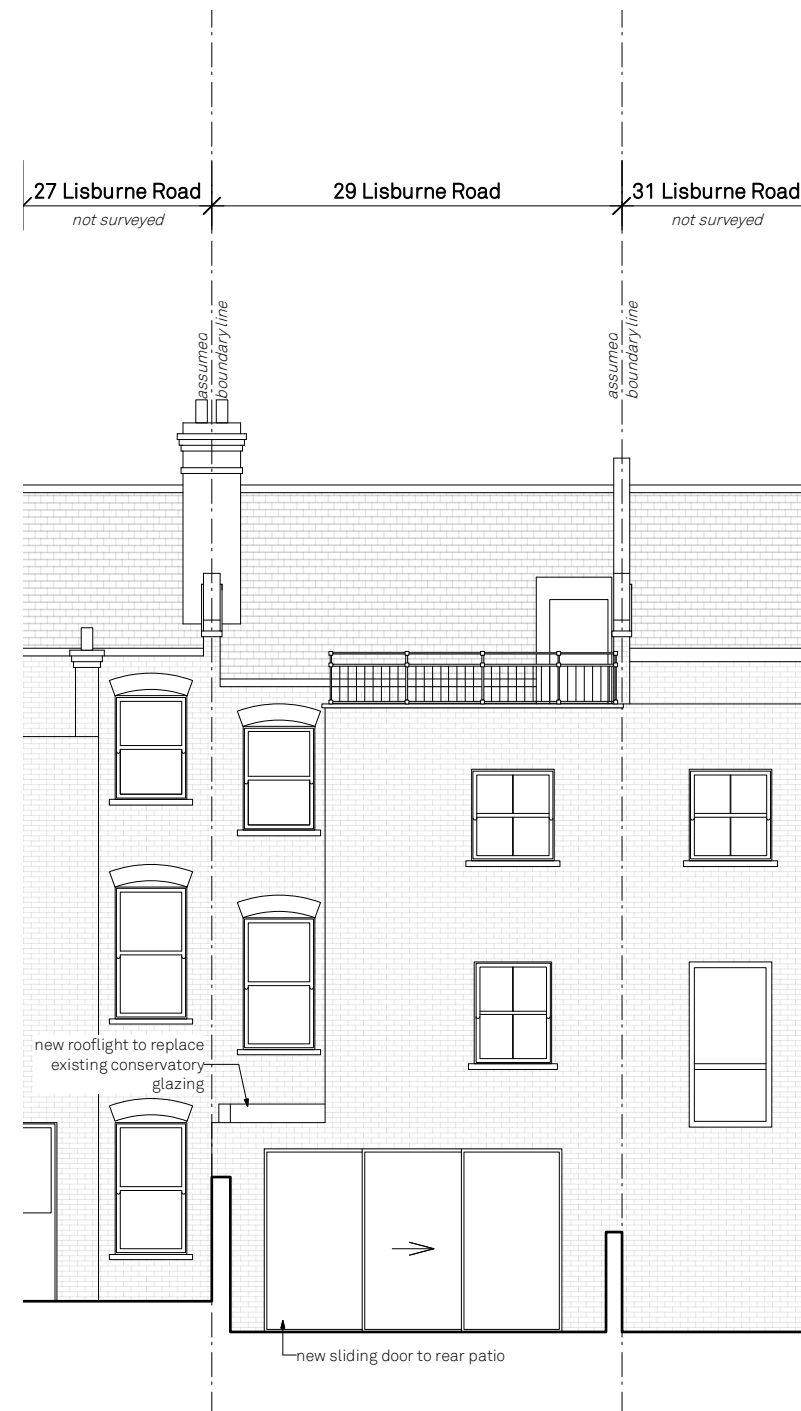 27 Lisburne Road
29 Lisburne Road
31 Lisburne Road
not surveyed
not surveyed
assumed
boundary line
assumed
boundary line
new rooflight to replace
existing conservatory
glazing
new sliding door to rear patio